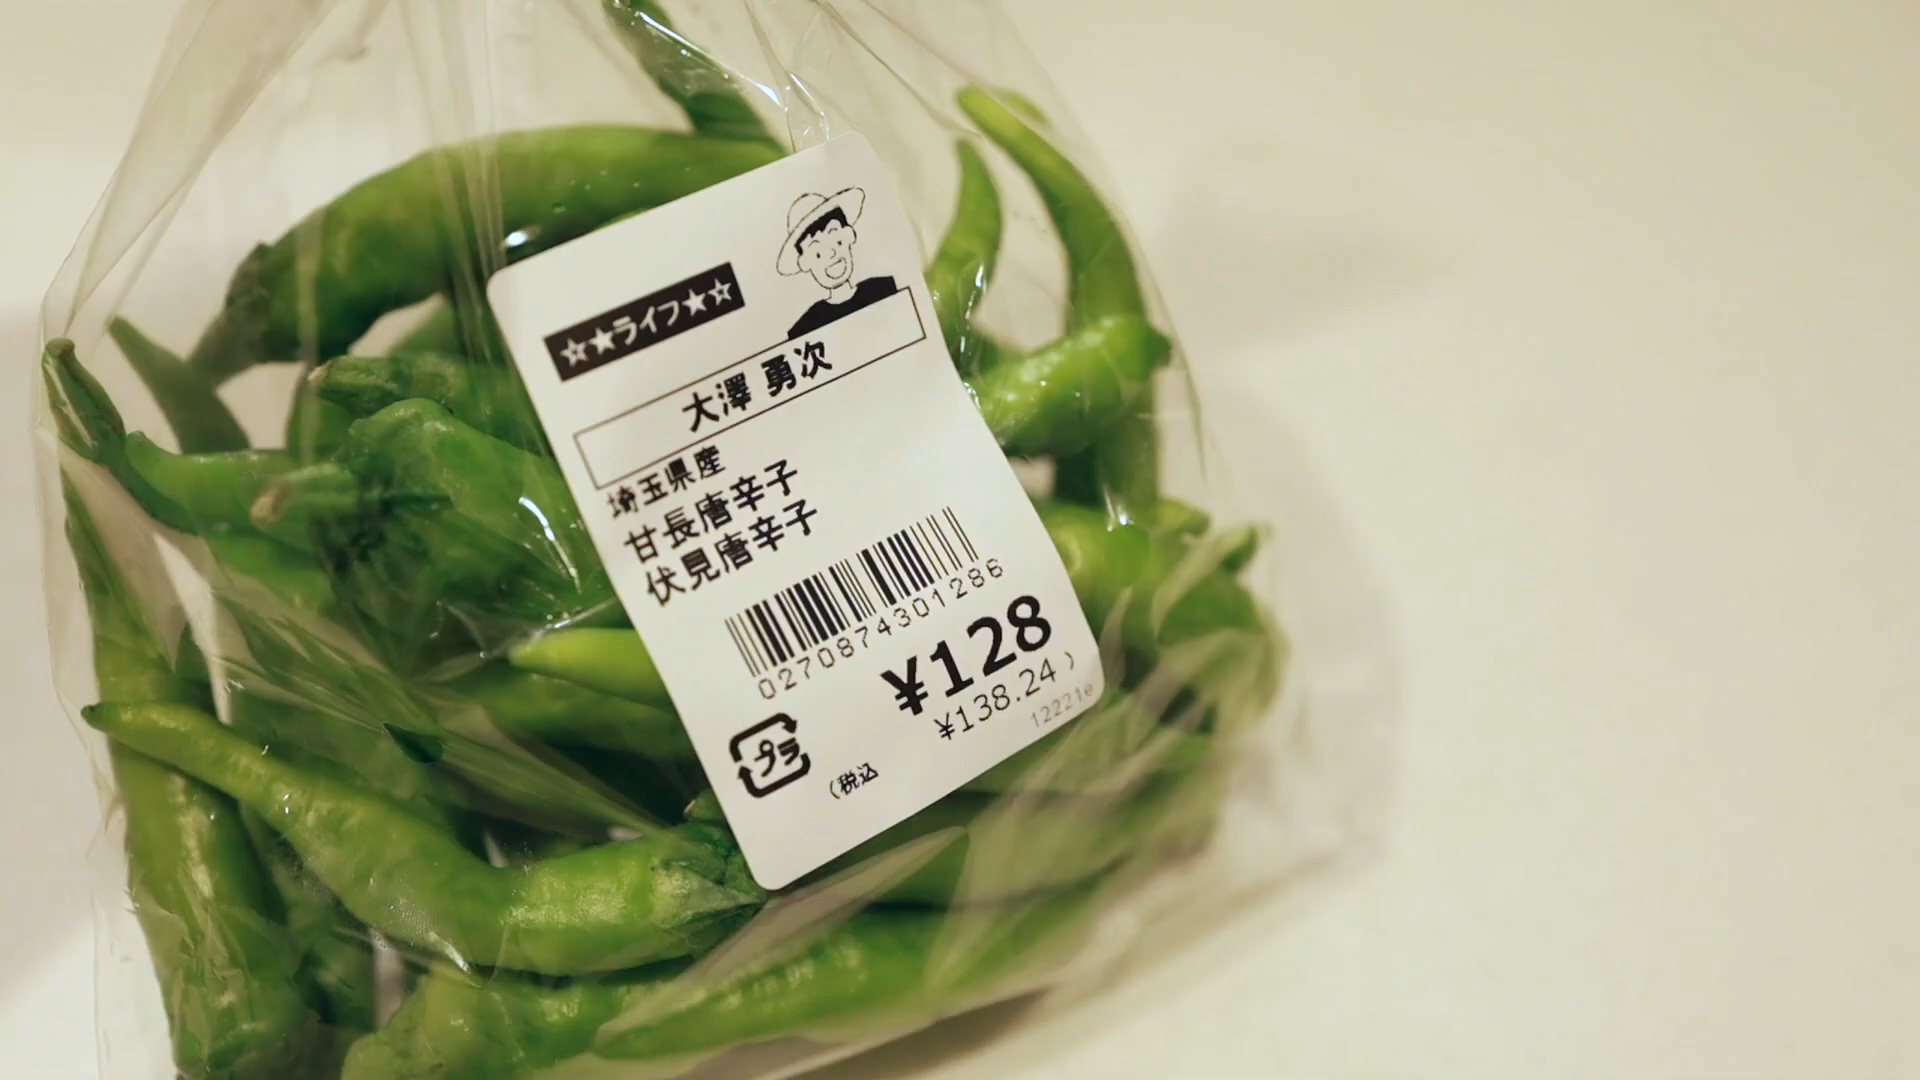 ☆★ライフ★☆
大澤 勇次
埼玉県産
甘長唐辛子
伏見唐辛子
0270874301286
¥128
(税込 ¥138.24)
12221e
プラ